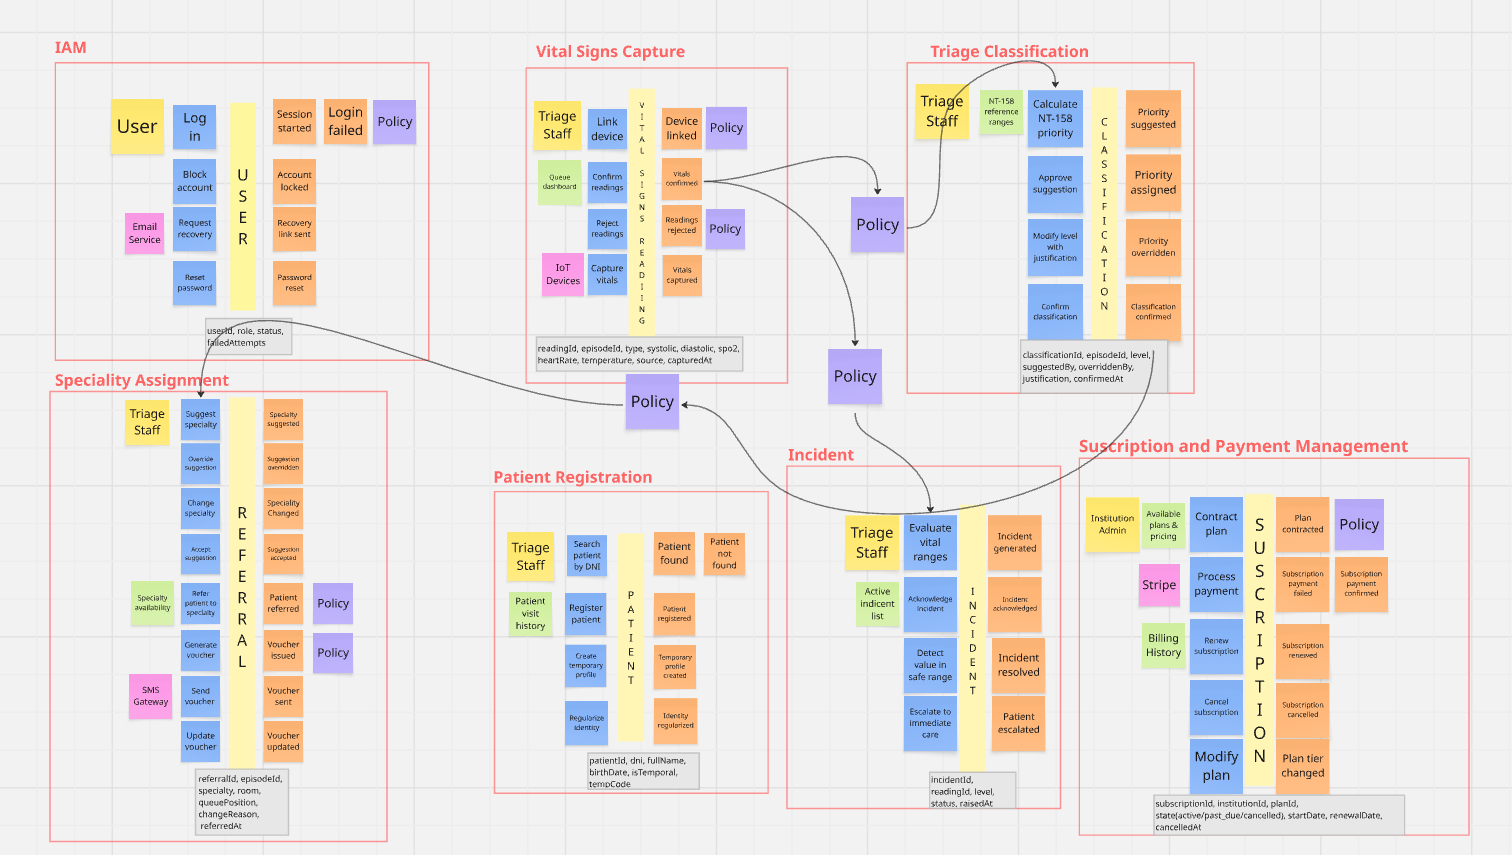 IAM
User
Log
in
Session
started
Login
failed
Policy
Block
account
Account
locked
Email
Service
Request
recovery
Recovery
link sent
Reset
password
Password
reset
USER
userId, role, status,
failedAttempts
Vital Signs Capture
Triage
Staff
Link
device
Device
linked
Policy
Queue
dashboard
Confirm
readings
Vitals
confirmed
Reject
readings
Readings
rejected
Policy
IoT
Devices
Capture
vitals
Vitals
captured
VITAL SIGNS READIING
readingId, episodeId, type, systolic, diastolic, spo2,
heartRate, temperature, source, capturedAt
Policy
Policy
Policy
Triage Classification
Triage
Staff
NT-158
reference
ranges
Calculate
NT-158
priority
Priority
suggested
Approve
suggestion
Priority
assigned
Modify level
with
justification
Priority
overridden
Confirm
classification
Classification
confirmed
CLASSIFICATION
classificationId, episodeId, level,
suggestedBy, overriddenBy,
justification, confirmedAt
Speciality Assignment
Triage
Staff
Suggest
specialty
Specialty
suggested
Override
suggestion
Suggestion
overridden
Change
specialty
Speciality
Changed
Accept
suggestion
Suggestion
accepted
Specialty
availability
Refer
patient to
specialty
Patient
referred
Policy
Generate
voucher
Voucher
issued
Policy
SMS
Gateway
Send
voucher
Voucher
sent
Update
voucher
Voucher
updated
REFERRAL
referralId, episodeId,
specialty, room,
queuePosition,
changeReason,
referredAt
Patient Registration
Triage
Staff
Search
patient
by DNI
Patient
found
Patient
not
found
Patient
visit
history
Register
patient
Patient
registered
Create
temporary
profile
Temporary
profile
created
Regularize
identity
Identity
regularized
PATIENT
patientId, dni, fullName,
birthDate, isTemporal,
tempCode
Incident
Triage
Staff
Evaluate
vital
ranges
Incident
generated
Active
indicent
list
Acknowledge
incident
Incident
acknowledged
Detect
value in
safe range
Incident
resolved
Escalate to
immediate
care
Patient
escalated
INCIDENT
incidentId,
readingId, level,
status, raisedAt
Suscription and Payment Management
Institution
Admin
Available
plans &
pricing
Contract
plan
Plan
contracted
Policy
Stripe
Process
payment
Subscription
payment
failed
Subscription
payment
confirmed
Billing
History
Renew
subscription
Subscription
renewed
Cancel
subscription
Subscription
cancelled
Modify
plan
Plan tier
changed
SUSCRIPTION
subscriptionId, institutionId, planId,
state(active/past_due/cancelled), startDate, renewalDate,
cancelledAt